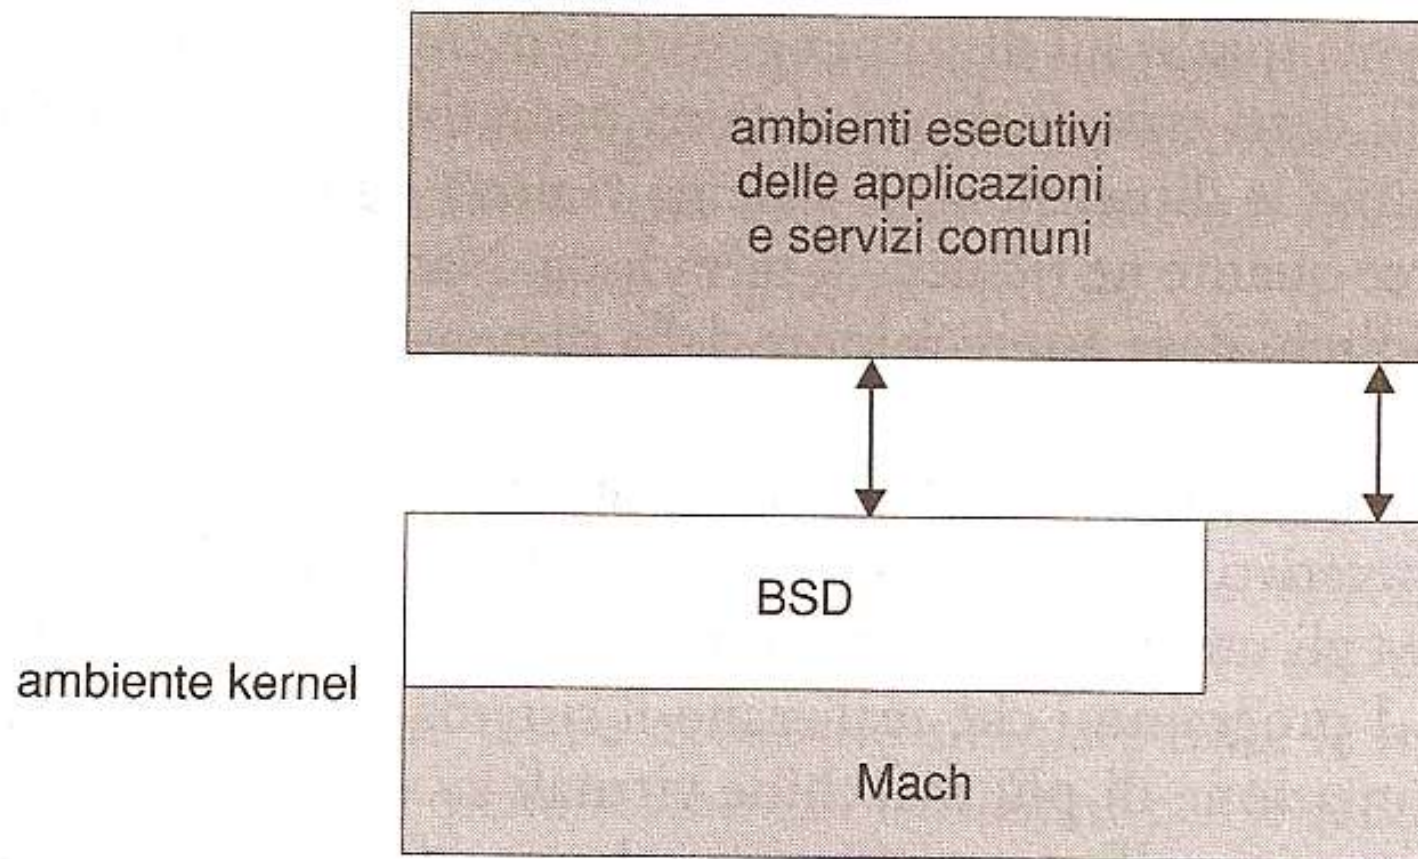 ambienti esecutivi
delle applicazioni
e servizi comuni
BSD
ambiente kernel
Mach